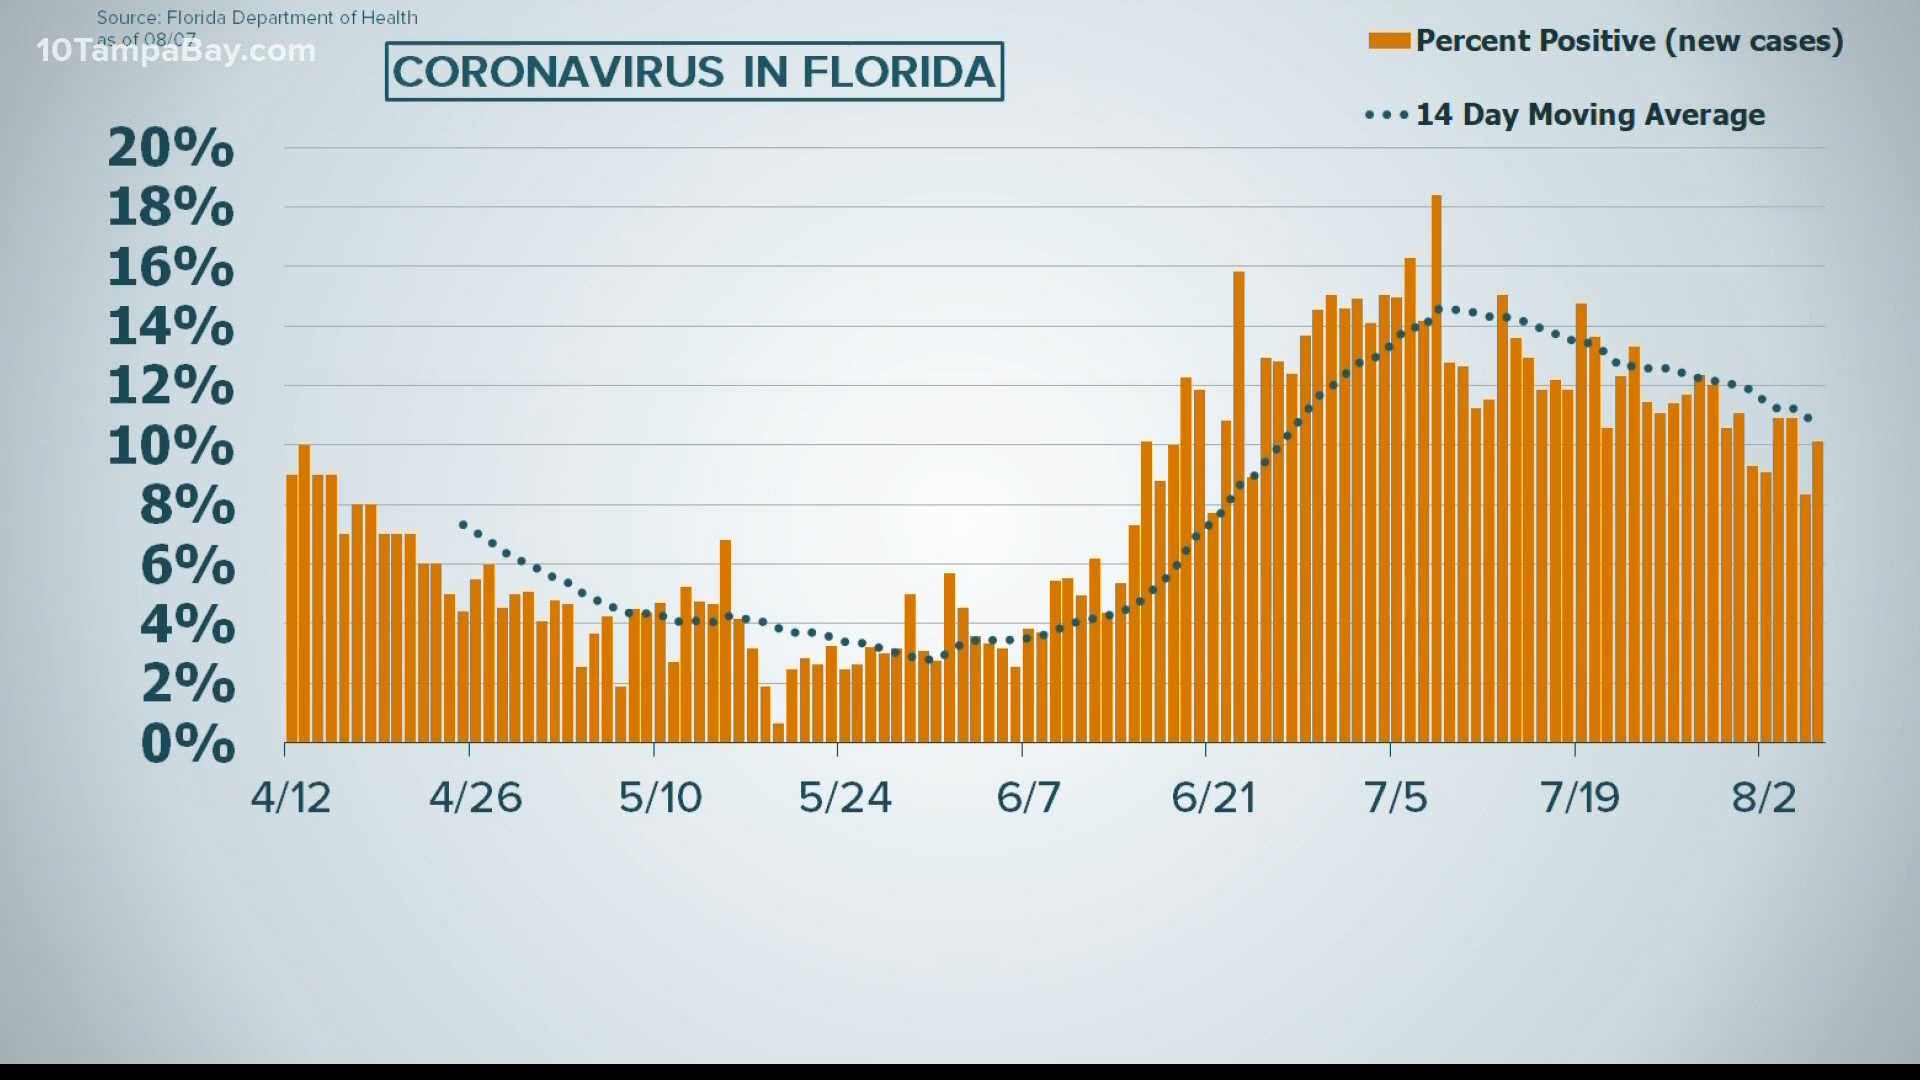 Source: Florida Department of Health
as of 08/07
10TampaBay.com
CORONAVIRUS IN FLORIDA
Percent Positive (new cases)
14 Day Moving Average
20%
18%
16%
14%
12%
10%
8%
6%
4%
2%
0%
4/12 4/26 5/10 5/24 6/7 6/21 7/5 7/19 8/2